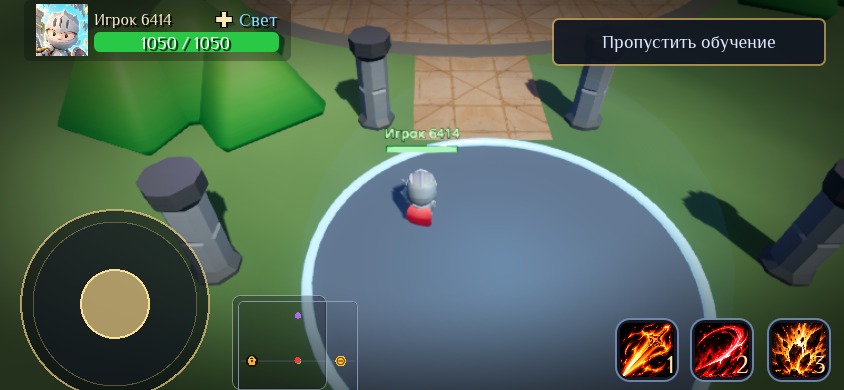 Игрок 6414
Свет
1050 / 1050
Пропустить обучение
Игрок 6414
1
2
3